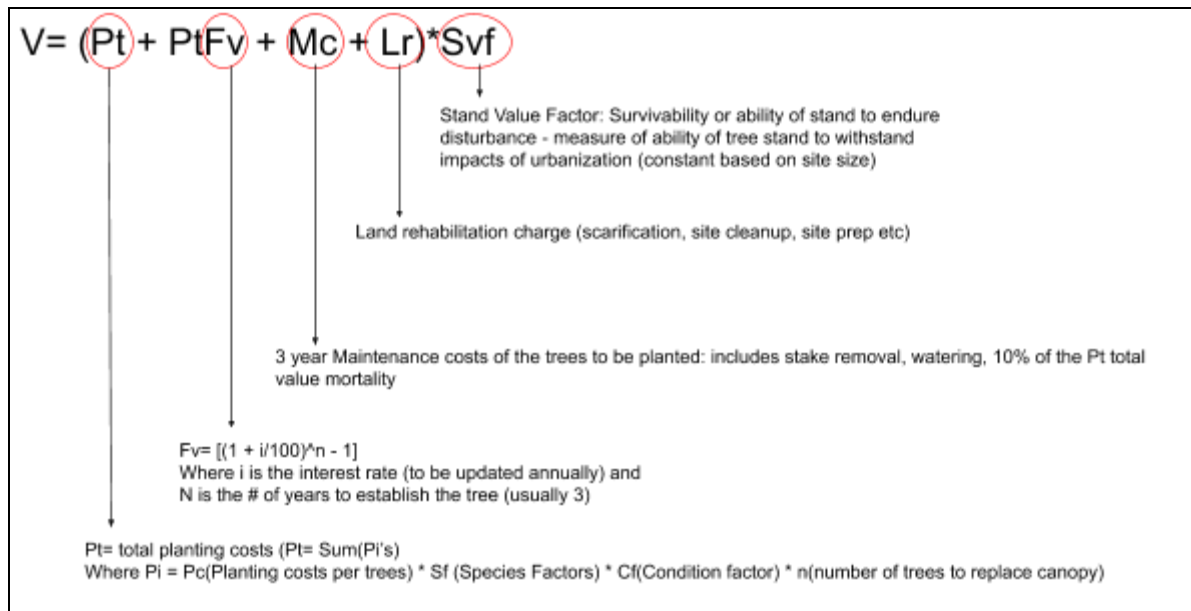 V= (Pt + PtFv + Mc + Lr)*Svf
Stand Value Factor: Survivability or ability of stand to endure
disturbance - measure of ability of tree stand to withstand
impacts of urbanization (constant based on site size)
Land rehabilitation charge (scarification, site cleanup, site prep etc)
3 year Maintenance costs of the trees to be planted: includes stake removal, watering, 10% of the Pt total
value mortality
Fv= [(1 + i/100)^n - 1]
Where i is the interest rate (to be updated annually) and
N is the # of years to establish the tree (usually 3)
Pt= total planting costs (Pt= Sum(Pi's)
Where Pi = Pc(Planting costs per trees) * Sf (Species Factors) * Cf(Condition factor) * n(number of trees to replace canopy)